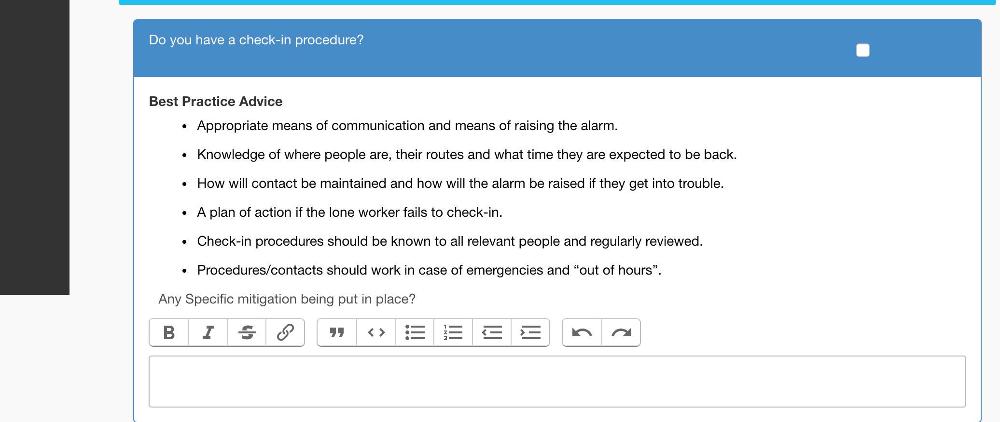 Do you have a check-in procedure?
Best Practice Advice
• Appropriate means of communication and means of raising the alarm.
• Knowledge of where people are, their routes and what time they are expected to be back.
• How will contact be maintained and how will the alarm be raised if they get into trouble.
• A plan of action if the lone worker fails to check-in.
• Check-in procedures should be known to all relevant people and regularly reviewed.
• Procedures/contacts should work in case of emergencies and “out of hours”.
Any Specific mitigation being put in place?